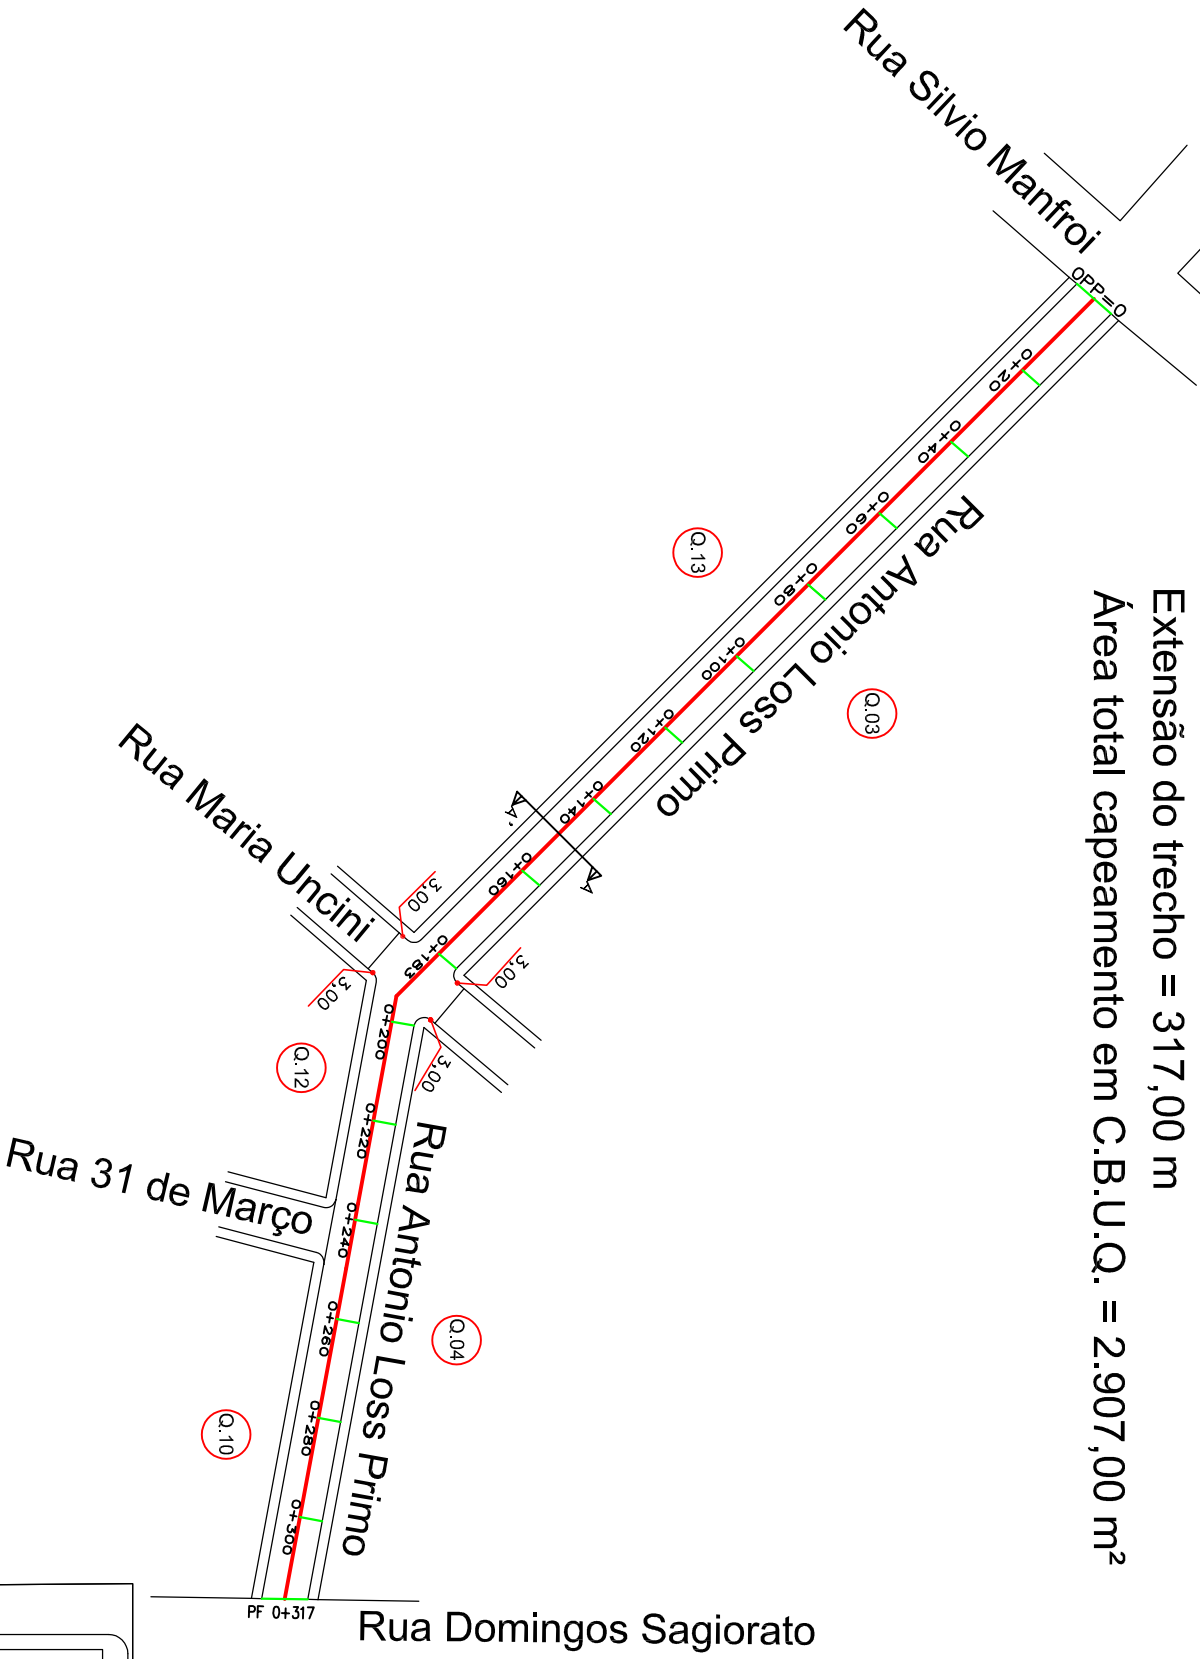 Rua Silvio Manfroi
0PP=0
0+20
0+40
0+60
0+80
0+100
0+120
0+140
0+160
0+183
0+200
0+220
0+240
0+260
0+280
0+300
PF 0+317
Rua Antonio Loss Primo
Q.13
Q.03
Extensão do trecho = 317,00 m
Área total capeamento em C.B.U.Q. = 2.907,00 m²
A'
A
Rua Maria Uncini
3,00
3,00
3,00
3,00
Q.12
Rua 31 de Março
Rua Antonio Loss Primo
Q.04
Q.10
Rua Domingos Sagiorato